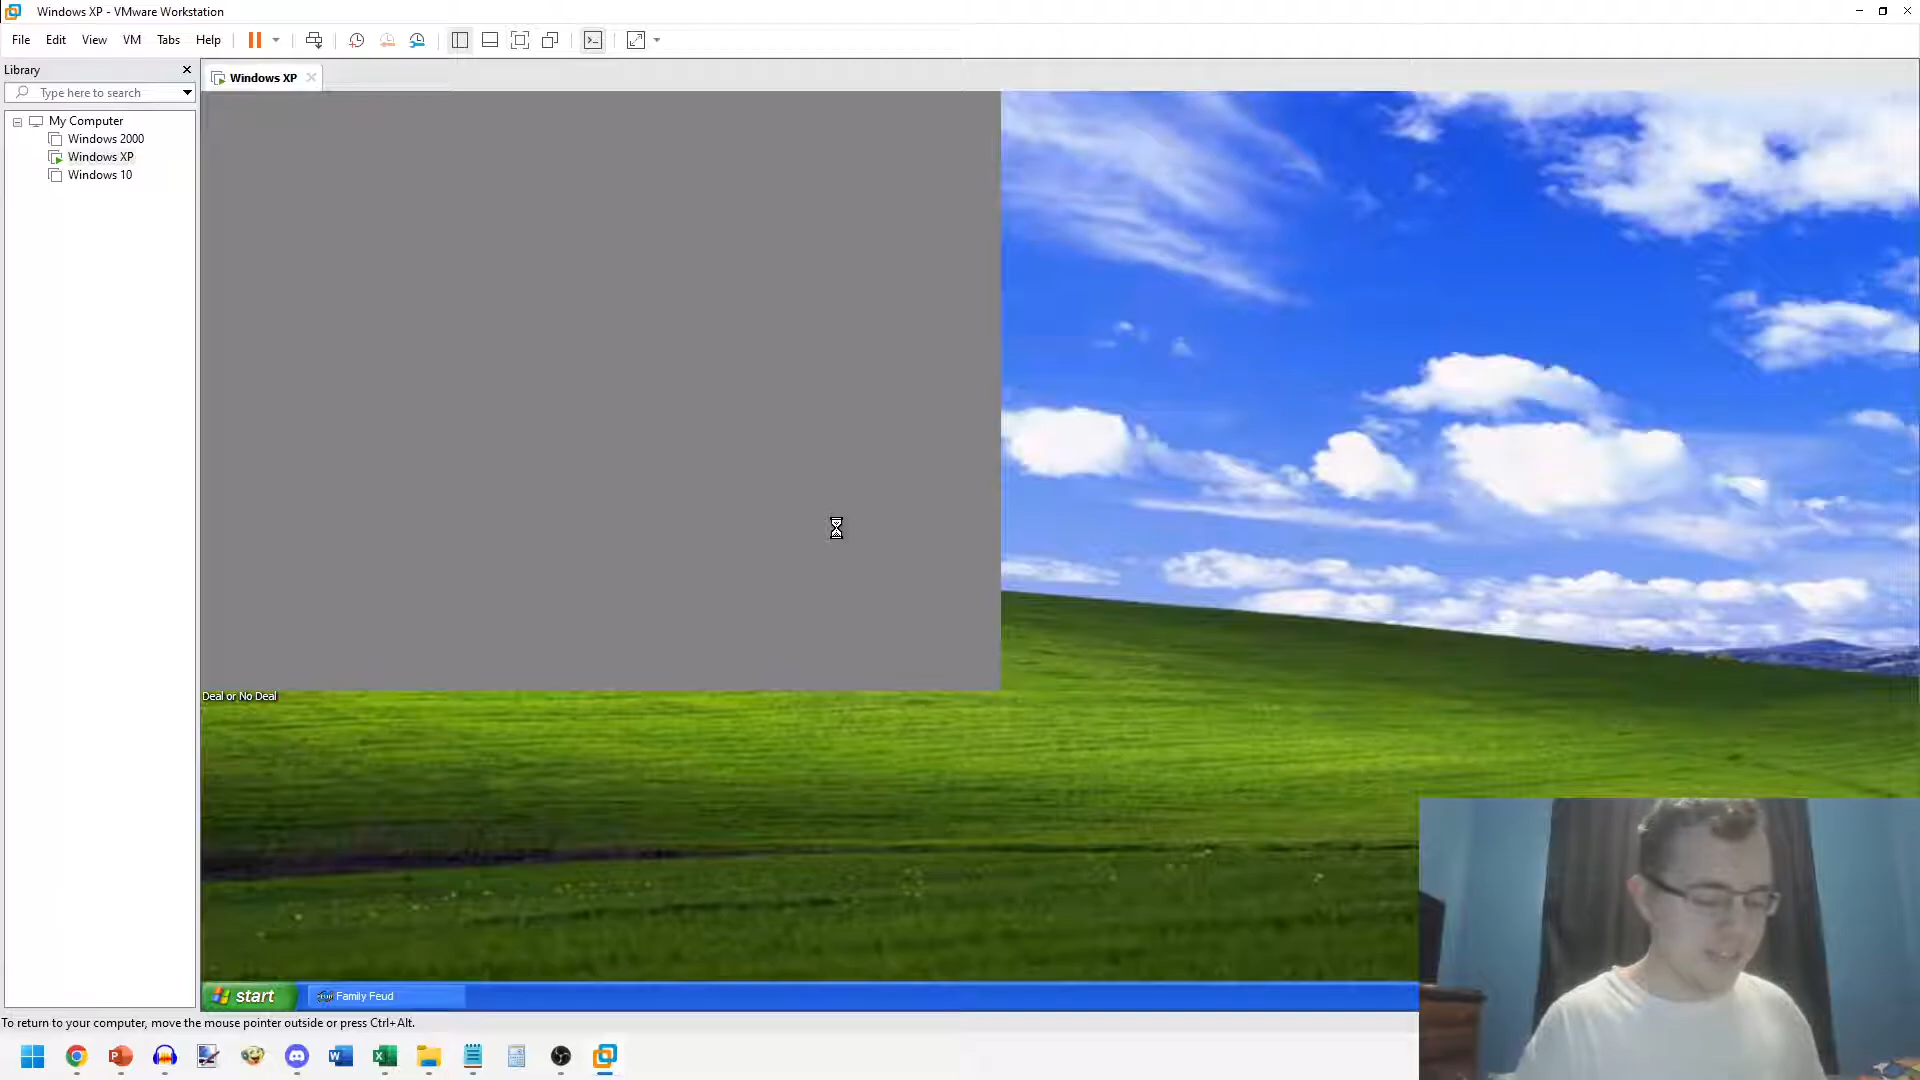 Windows XP - VMware Workstation
File Edit View VM Tabs Help
Library
Windows XP
Type here to search
My Computer
Windows 2000
Windows XP
Windows 10
Deal or No Deal
start
Family Feud
To return to your computer, move the mouse pointer outside or press Ctrl+Alt.